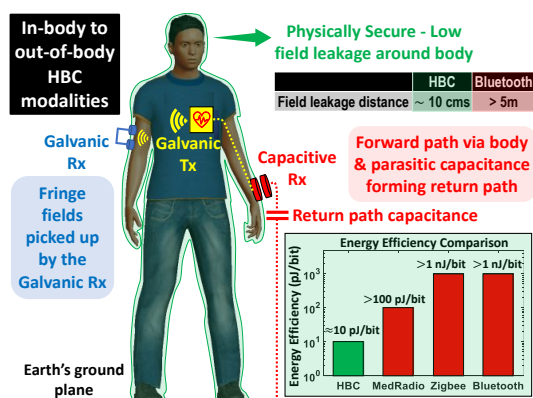 In-body to
out-of-body
HBC
modalities
Physically Secure - Low
field leakage around body
HBC Bluetooth
Field leakage distance ~ 10 cms > 5m
Galvanic
Rx
Galvanic
Tx
Capacitive
Rx
Forward path via body
& parasitic capacitance
forming return path
Fringe
fields
picked up
by the
Galvanic Rx
Return path capacitance
Energy Efficiency Comparison
Energy Efficiency (pJ/bit)
>1 nJ/bit >1 nJ/bit
10³
>100 pJ/bit
10²
≈10 pJ/bit
10¹
10⁰
HBC MedRadio Zigbee Bluetooth
Earth's ground
plane